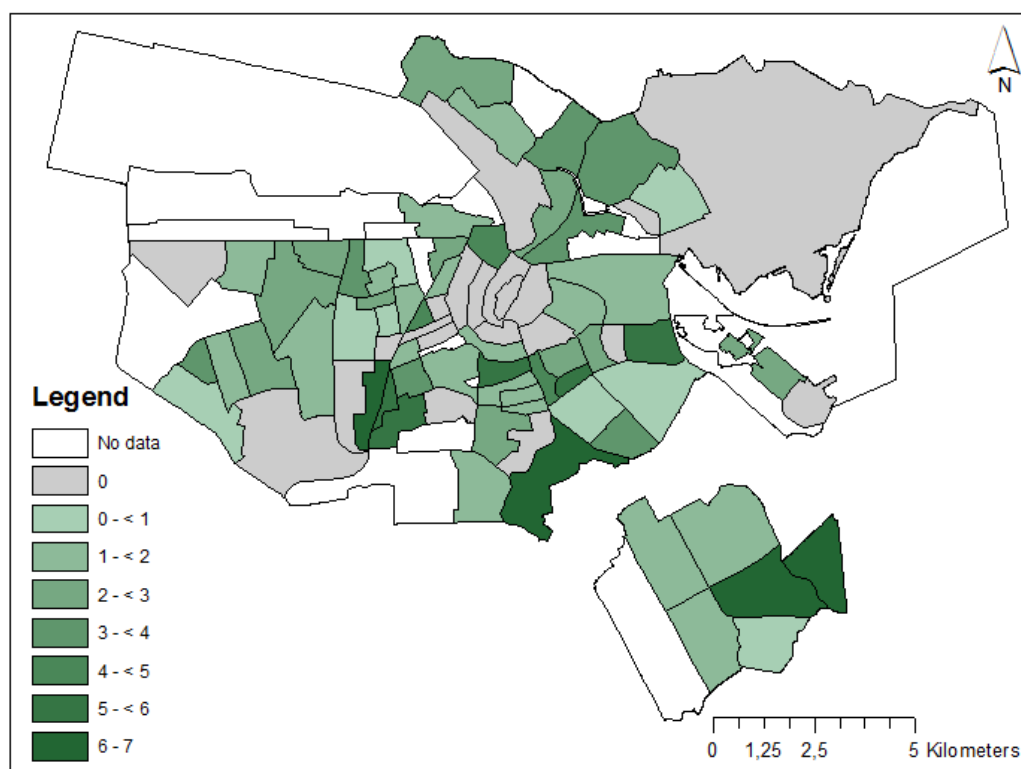 N
Legend
No data
0
0 - < 1
1 - < 2
2 - < 3
3 - < 4
4 - < 5
5 - < 6
6 - 7
0 1,25 2,5 5 Kilometers